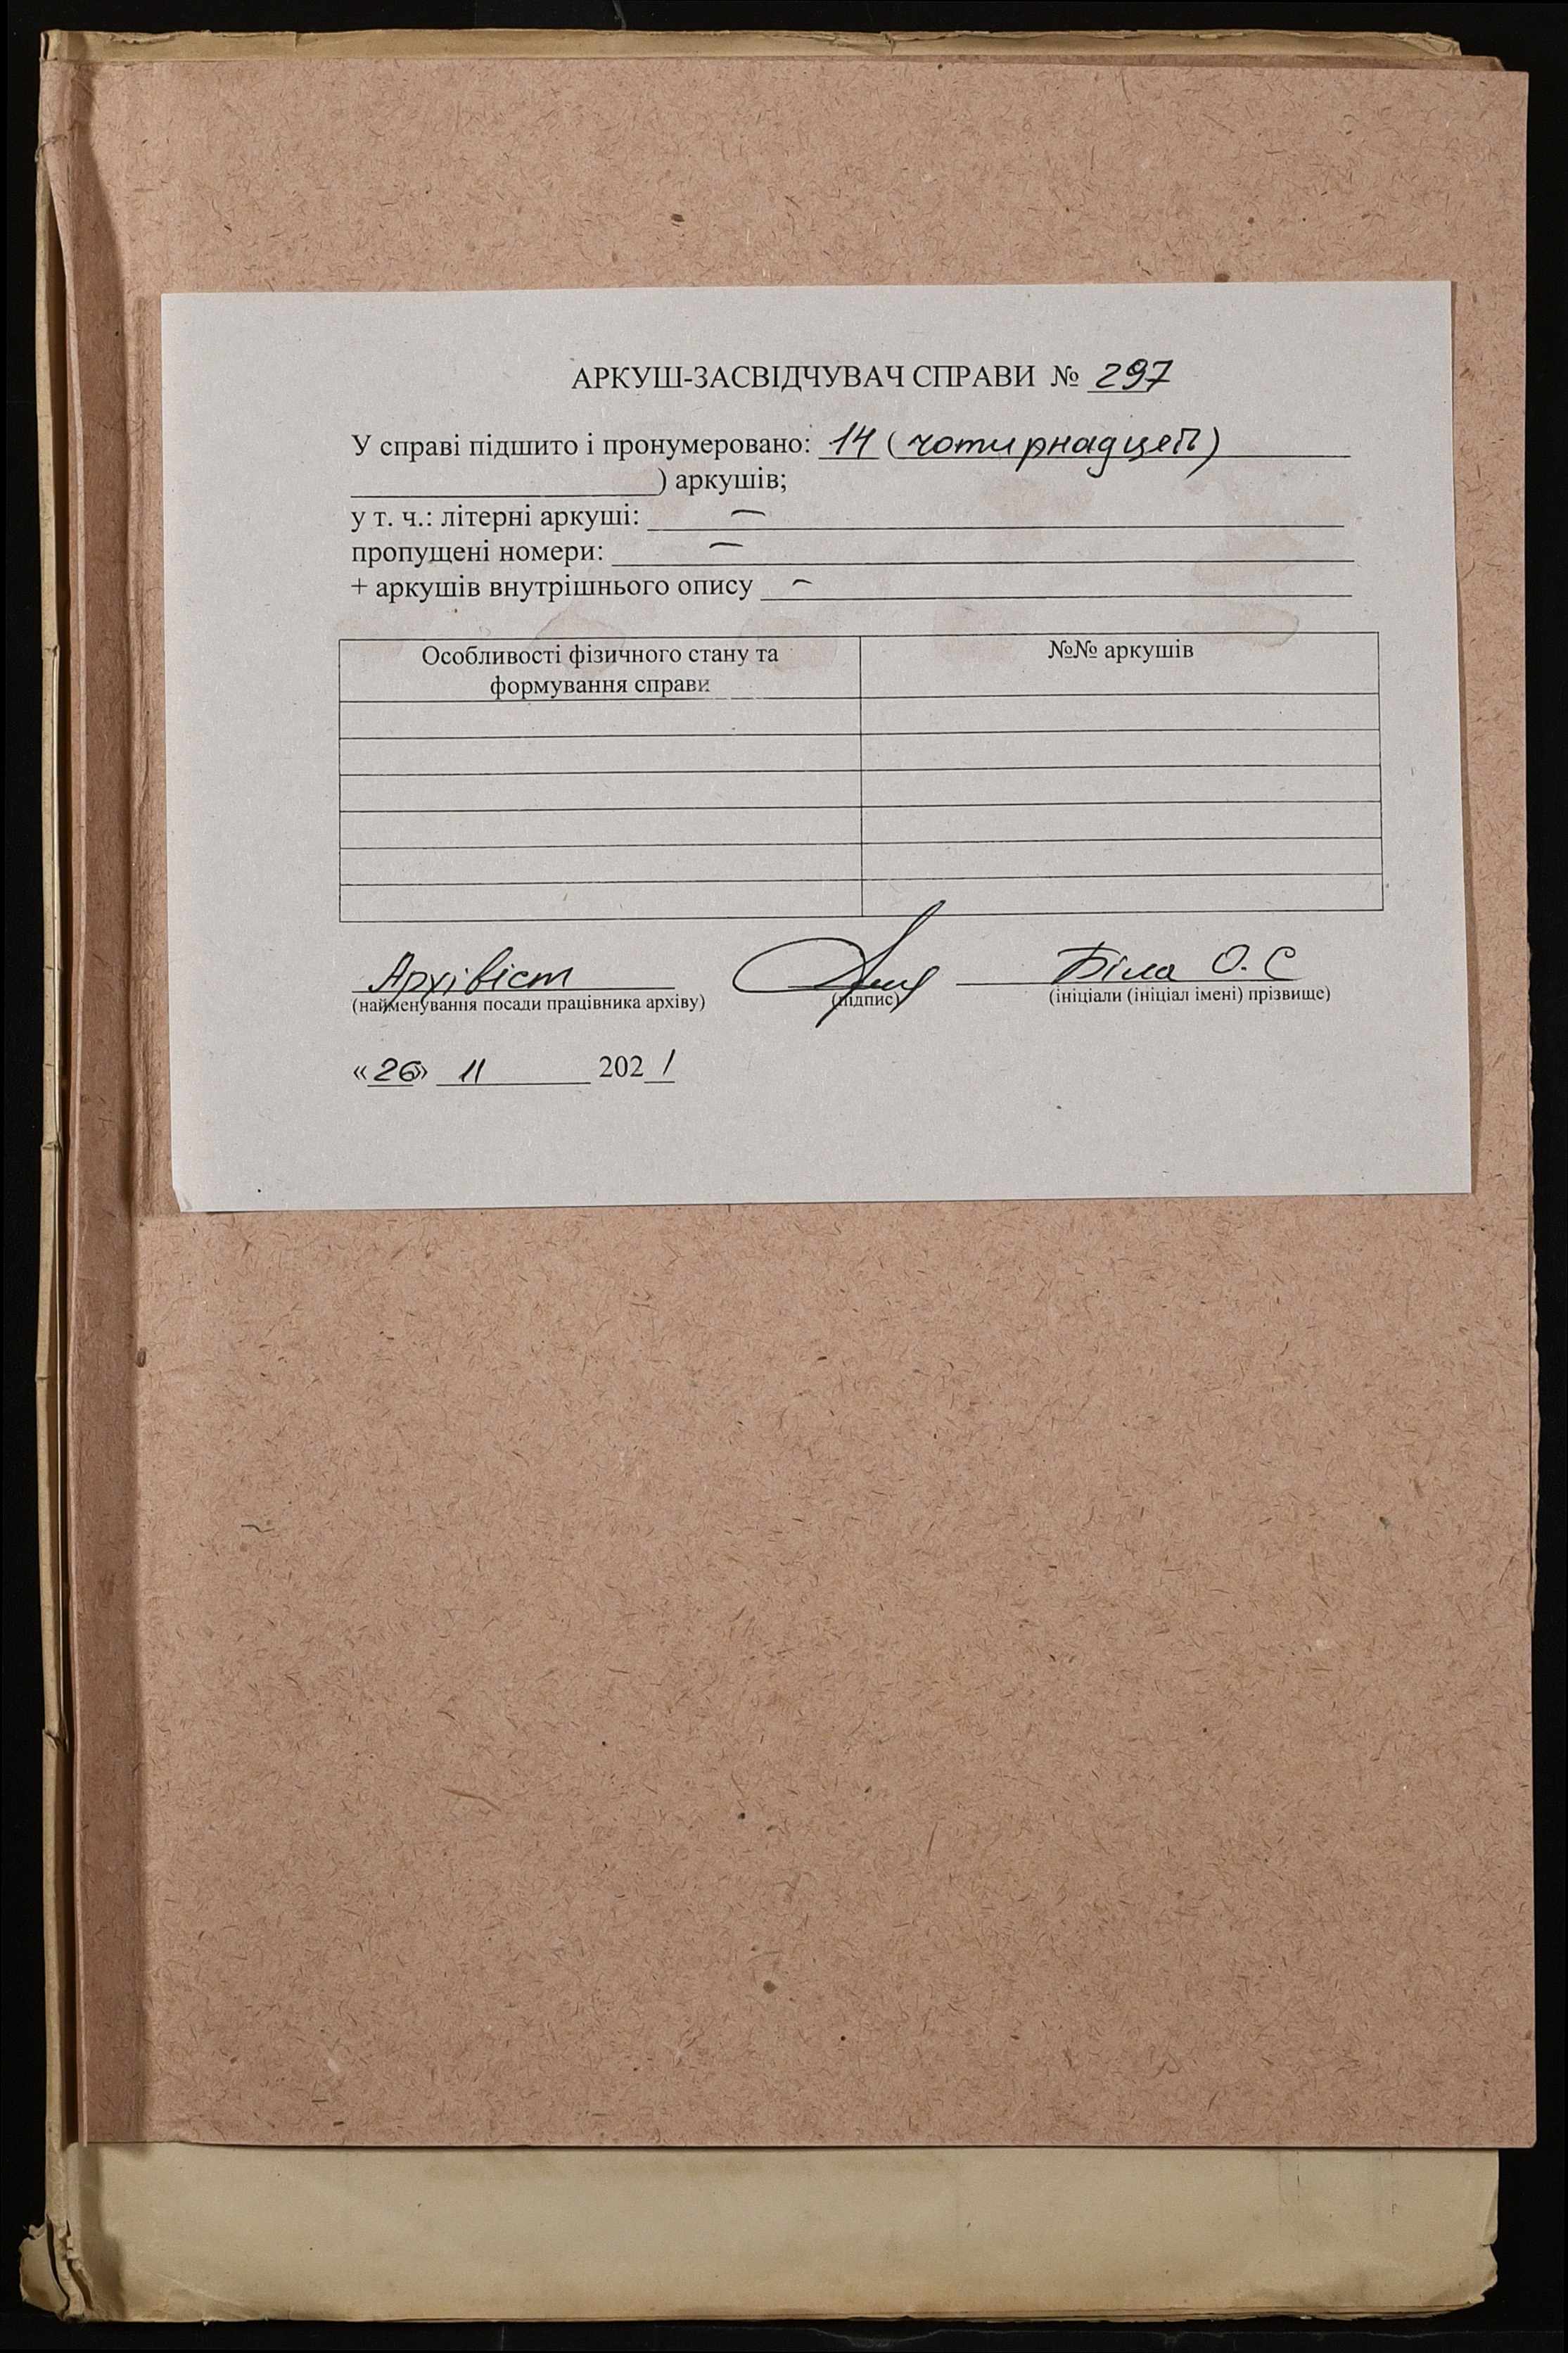 АРКУШ-ЗАСВІДЧУВАЧ СПРАВИ № 297
У справі підшито і пронумеровано: 14 (чотирнадцять)
) аркушів;
у т. ч.: літерні аркуші: –
пропущені номери: –
+ аркушів внутрішнього опису –
Особливості фізичного стану та формування справи
№№ аркушів
Архівіст
Біла О. С
(найменування посади працівника архіву) (підпис) (ініціали (ініціал імені) прізвище)
«26» 11 2021